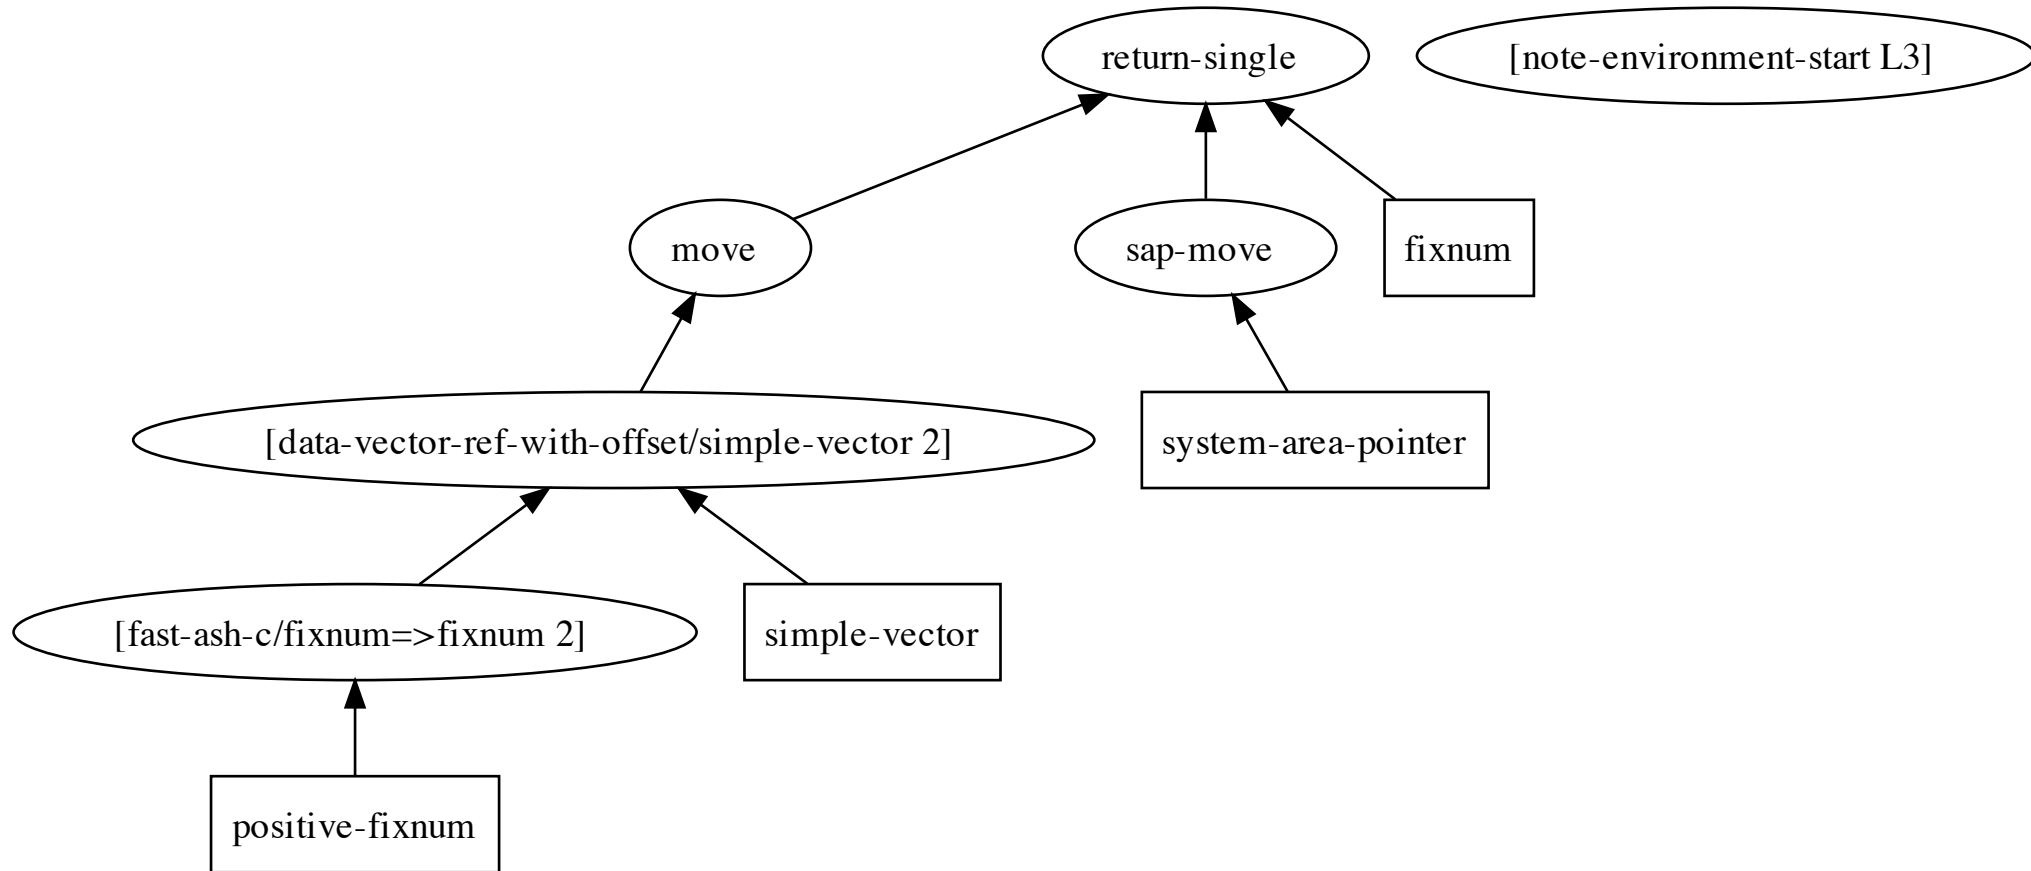 return-single
[note-environment-start L3]
move
sap-move
fixnum
[data-vector-ref-with-offset/simple-vector 2]
system-area-pointer
[fast-ash-c/fixnum=>fixnum 2]
simple-vector
positive-fixnum